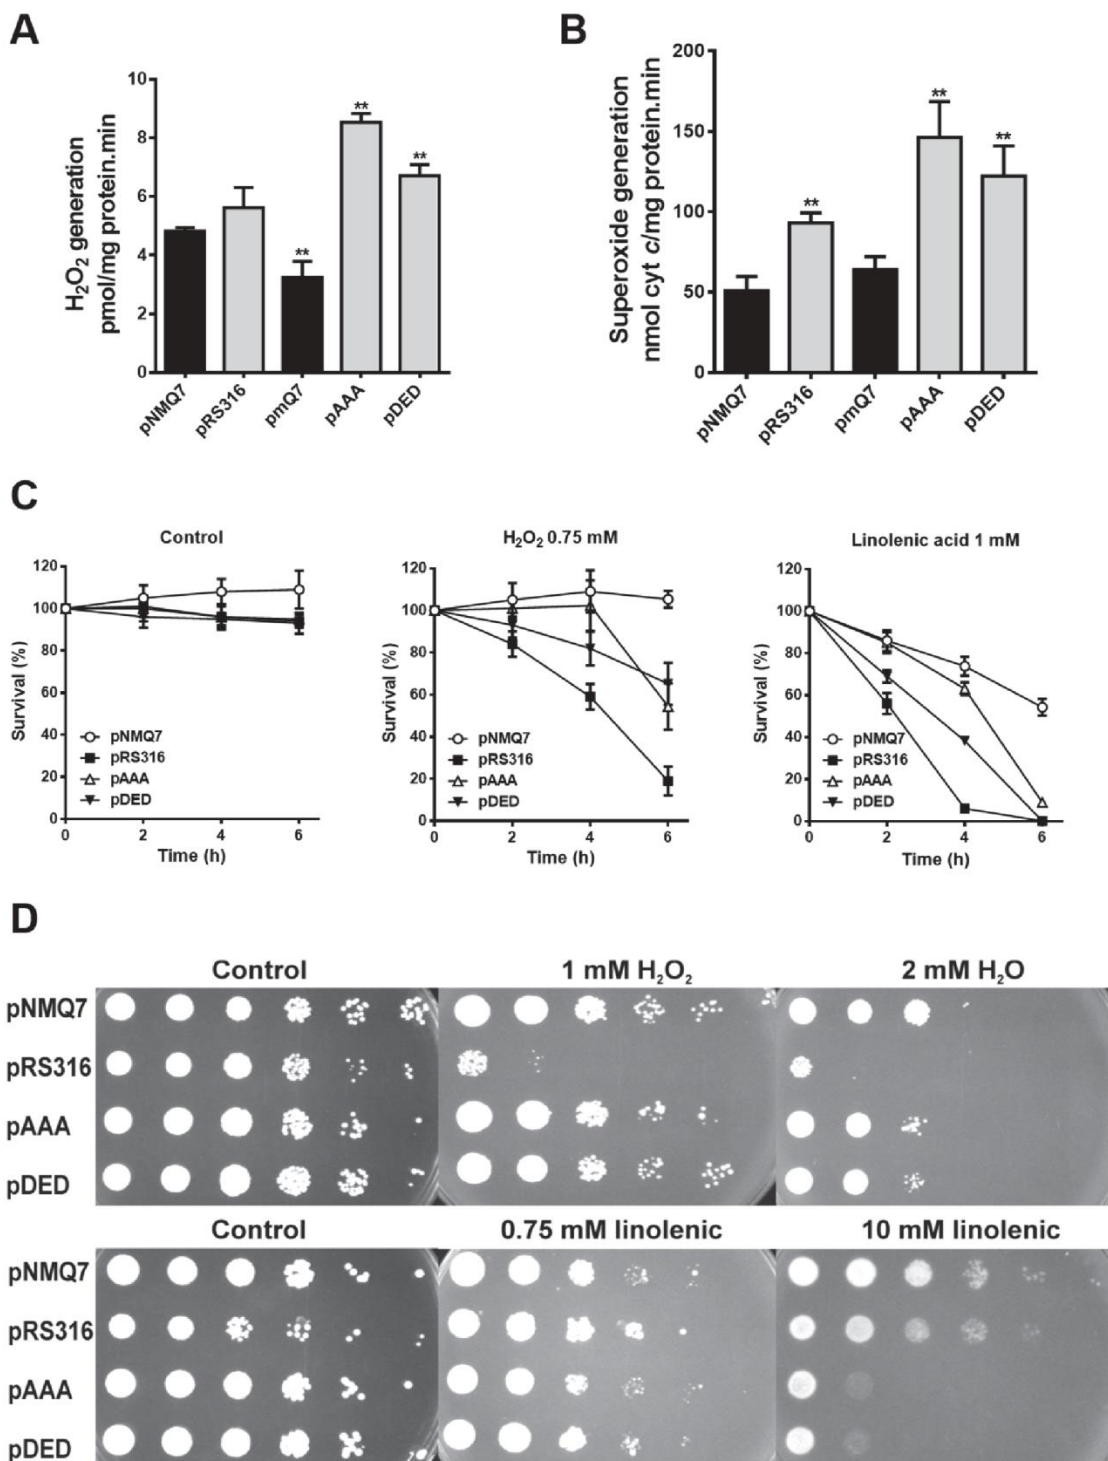 A
H2O2 generation
pmol/mg protein.min
10
8
6
4
2
0
**
**
**
pNMQ7
pRS316
pmQ7
pAAA
pDED
B
Superoxide generation
nmol cyt c/mg protein.min
200
150
100
50
0
**
**
**
pNMQ7
pRS316
pmQ7
pAAA
pDED
C
Control
Survival (%)
120
100
80
60
40
20
0
pNMQ7
pRS316
pAAA
pDED
0 2 4 6
Time (h)
H2O2 0.75 mM
Survival (%)
120
100
80
60
40
20
0
pNMQ7
pRS316
pAAA
pDED
0 2 4 6
Time (h)
Linolenic acid 1 mM
Survival (%)
120
100
80
60
40
20
0
pNMQ7
pRS316
pAAA
pDED
0 2 4 6
Time (h)
D
Control 1 mM H2O2 2 mM H2O
pNMQ7
pRS316
pAAA
pDED
Control 0.75 mM linolenic 10 mM linolenic
pNMQ7
pRS316
pAAA
pDED